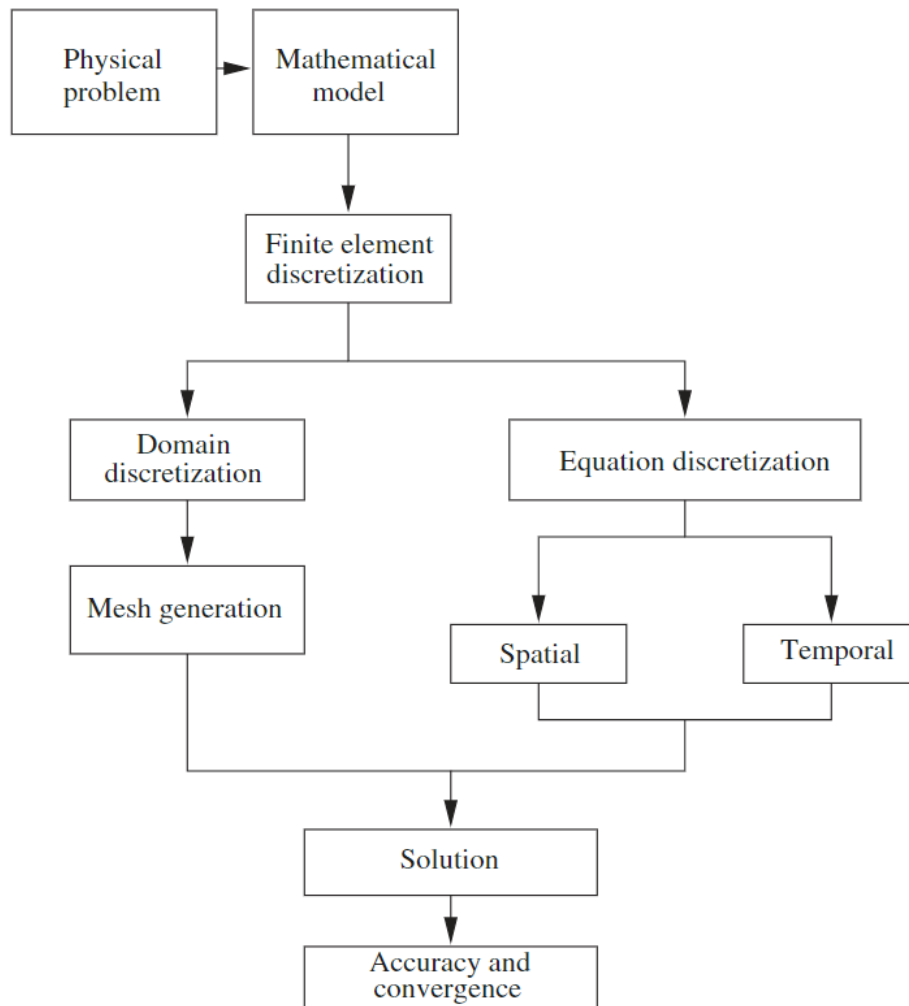 Physical
problem
Mathematical
model
Finite element
discretization
Domain
discretization
Equation discretization
Mesh generation
Spatial
Temporal
Solution
Accuracy and
convergence